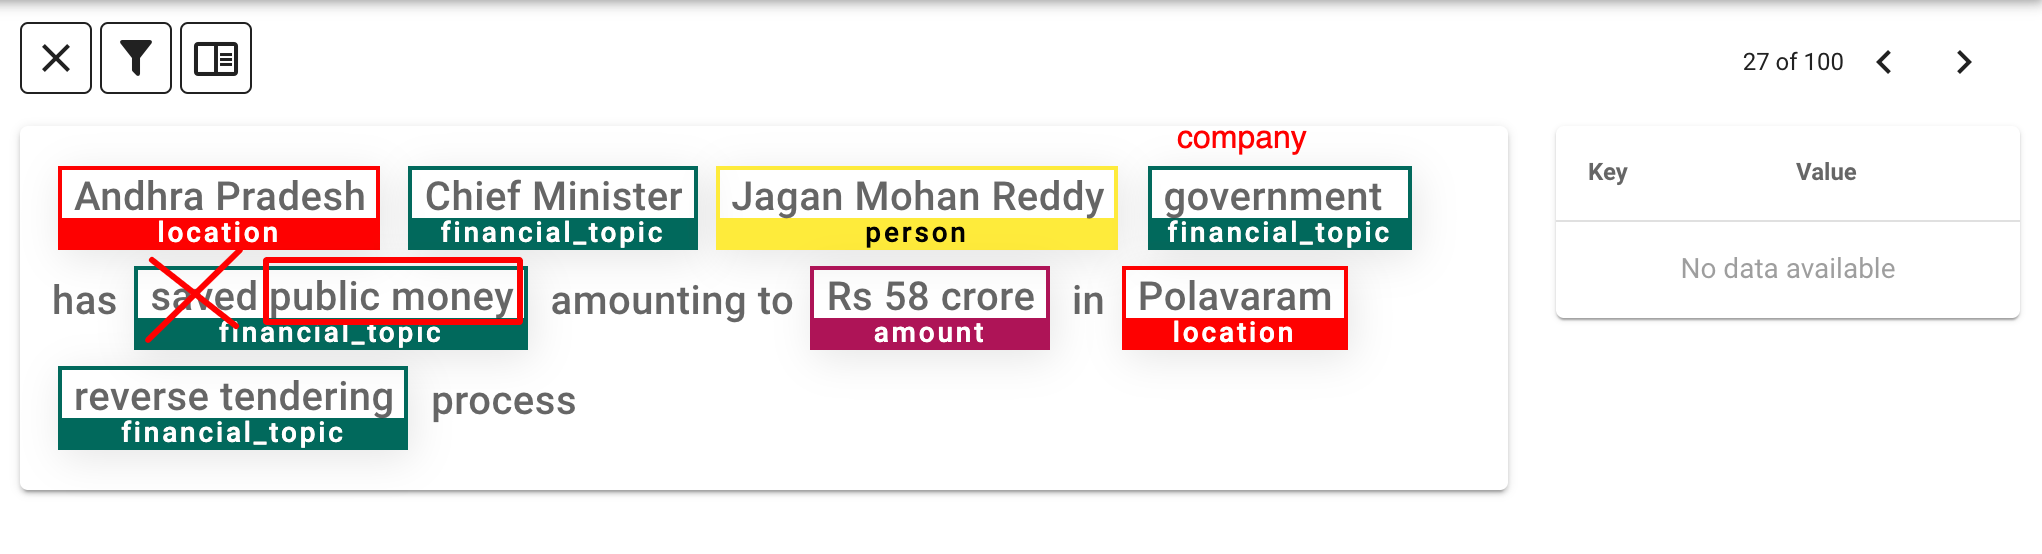 27 of 100
company
Andhra Pradesh Chief Minister Jagan Mohan Reddy government
location financial_topic person financial_topic
has saved public money amounting to Rs 58 crore in Polavaram
financial_topic amount location
reverse tendering process
financial_topic
Key Value
No data available